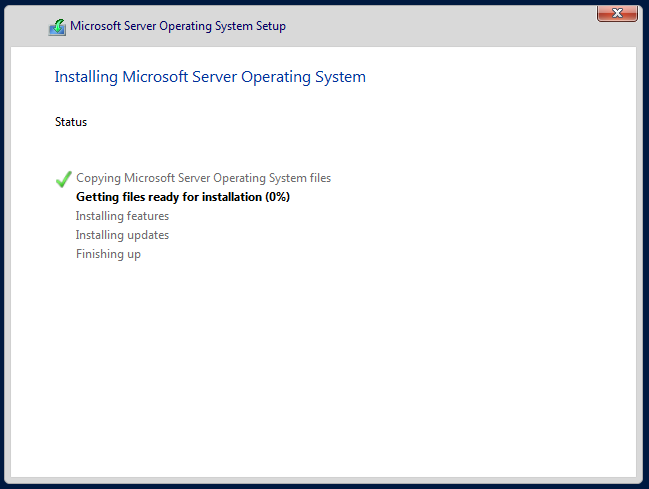 Microsoft Server Operating System Setup
Installing Microsoft Server Operating System
Status
Copying Microsoft Server Operating System files
Getting files ready for installation (0%)
Installing features
Installing updates
Finishing up